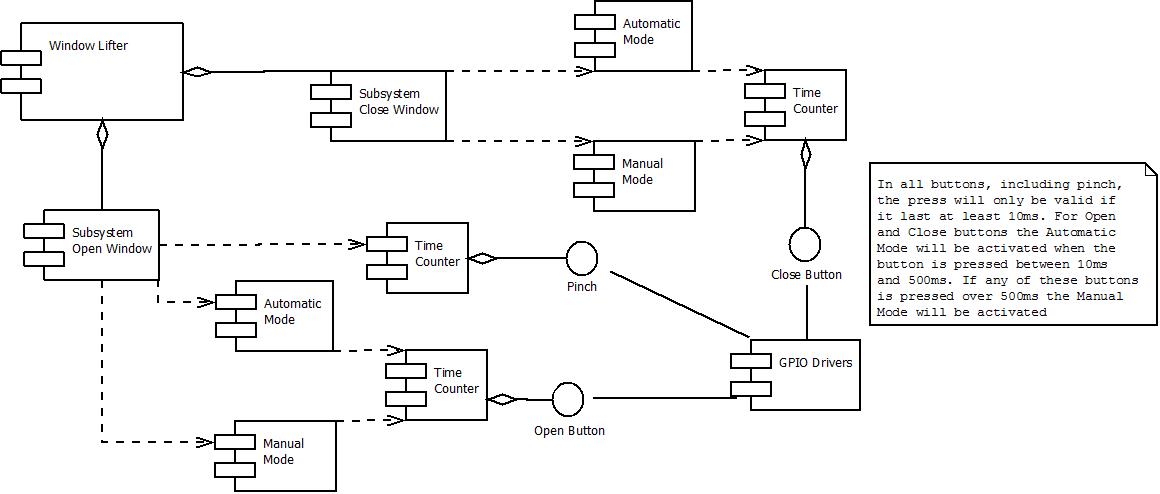 Window Lifter
Automatic
Mode
Subsystem
Close Window
Time
Counter
Manual
Mode
In all buttons, including pinch,
the press will only be valid if
it last at least 10ms. For Open
and Close buttons the Automatic
Mode will be activated when the
button is pressed between 10ms
and 500ms. If any of these buttons
is pressed over 500ms the Manual
Mode will be activated
Subsystem
Open Window
Time
Counter
Pinch
Close Button
Automatic
Mode
Time
Counter
Open Button
GPIO Drivers
Manual
Mode